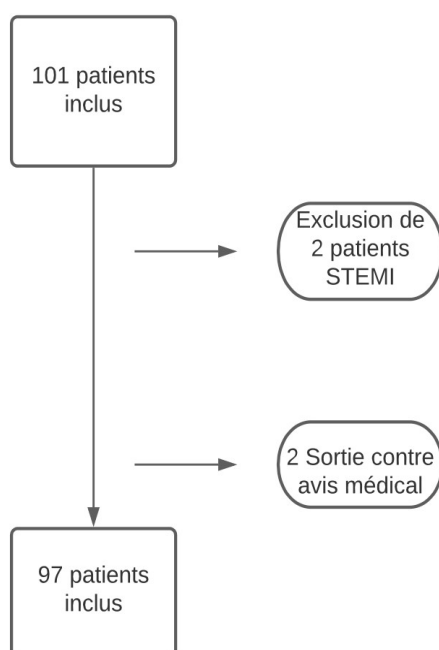 101 patients
inclus
Exclusion de
2 patients
STEMI
2 Sortie contre
avis médical
97 patients
inclus